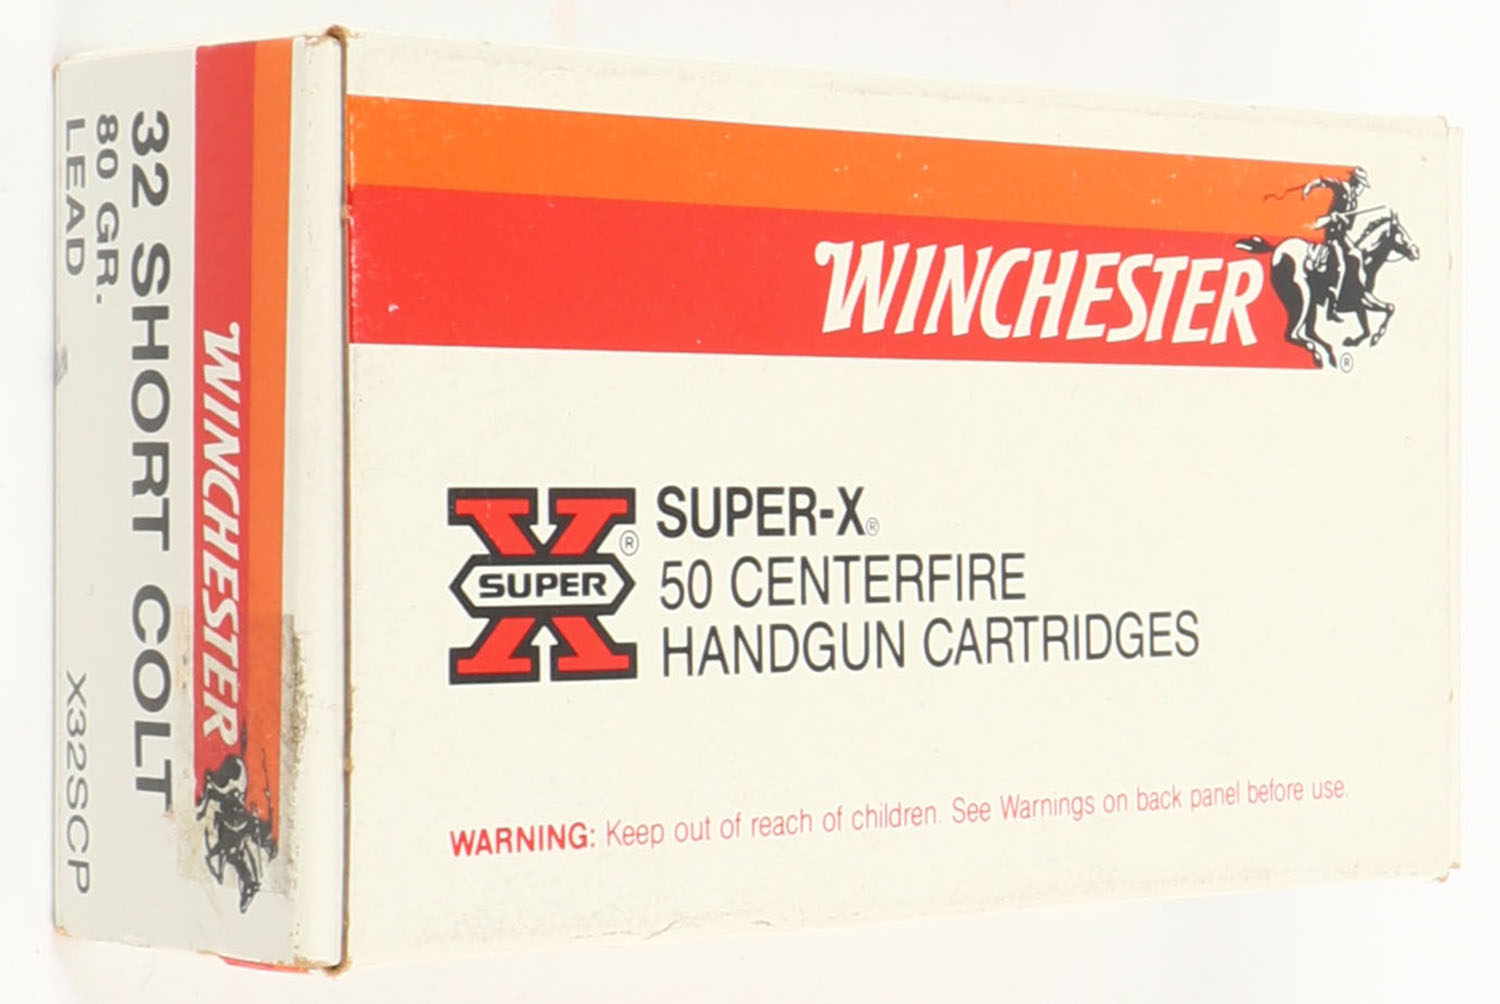 WINCHESTER®
SUPER®
SUPER-X®
50 CENTERFIRE
HANDGUN CARTRIDGES
WARNING: Keep out of reach of children. See Warnings on back panel before use.
WINCHESTER
32 SHORT COLT
80 GR.
LEAD X32SCP